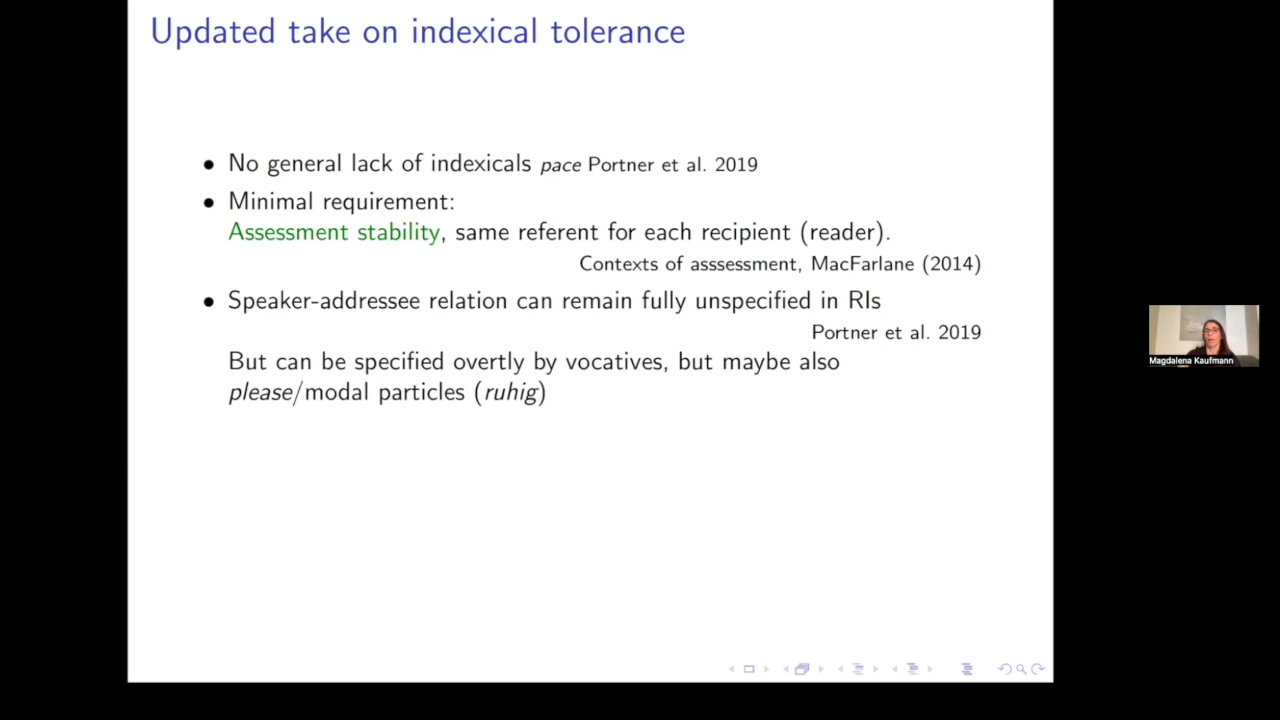 Updated take on indexical tolerance
• No general lack of indexicals pace Portner et al. 2019
• Minimal requirement:
Assessment stability, same referent for each recipient (reader).
Contexts of asssessment, MacFarlane (2014)
• Speaker-addressee relation can remain fully unspecified in RIs
Portner et al. 2019
But can be specified overtly by vocatives, but maybe also
please/modal particles (ruhig)
Magdalena Kaufmann